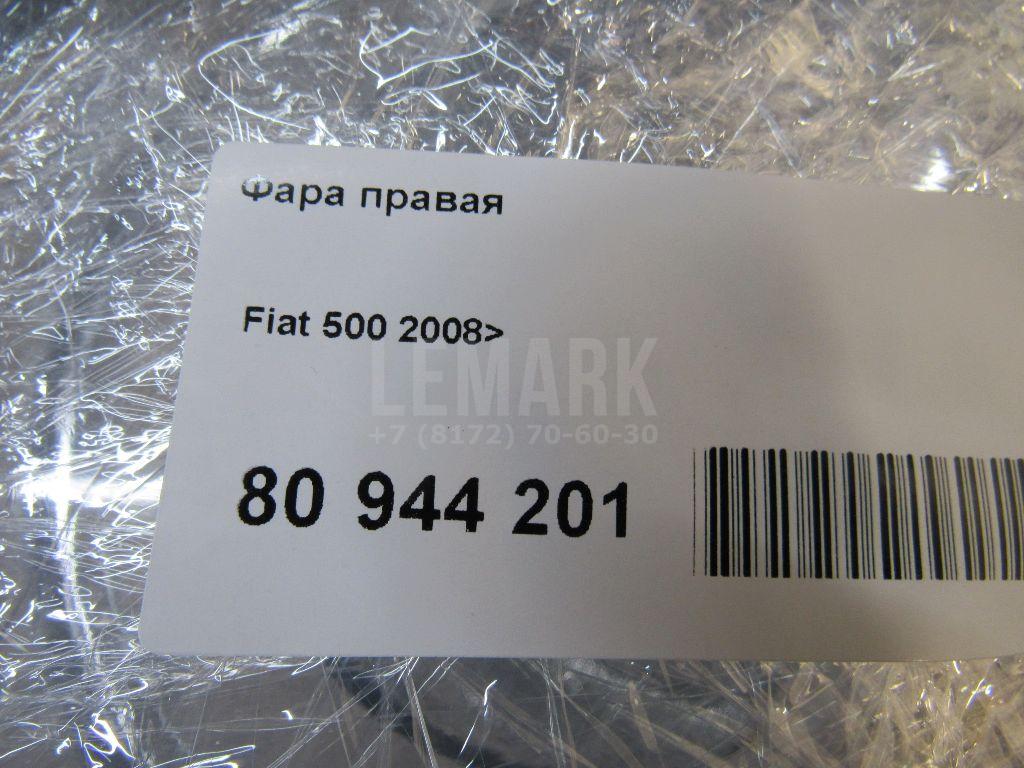 Фара правая
Fiat 500 2008>
LEMARK
+7 (8172) 70-60-30
80 944 201